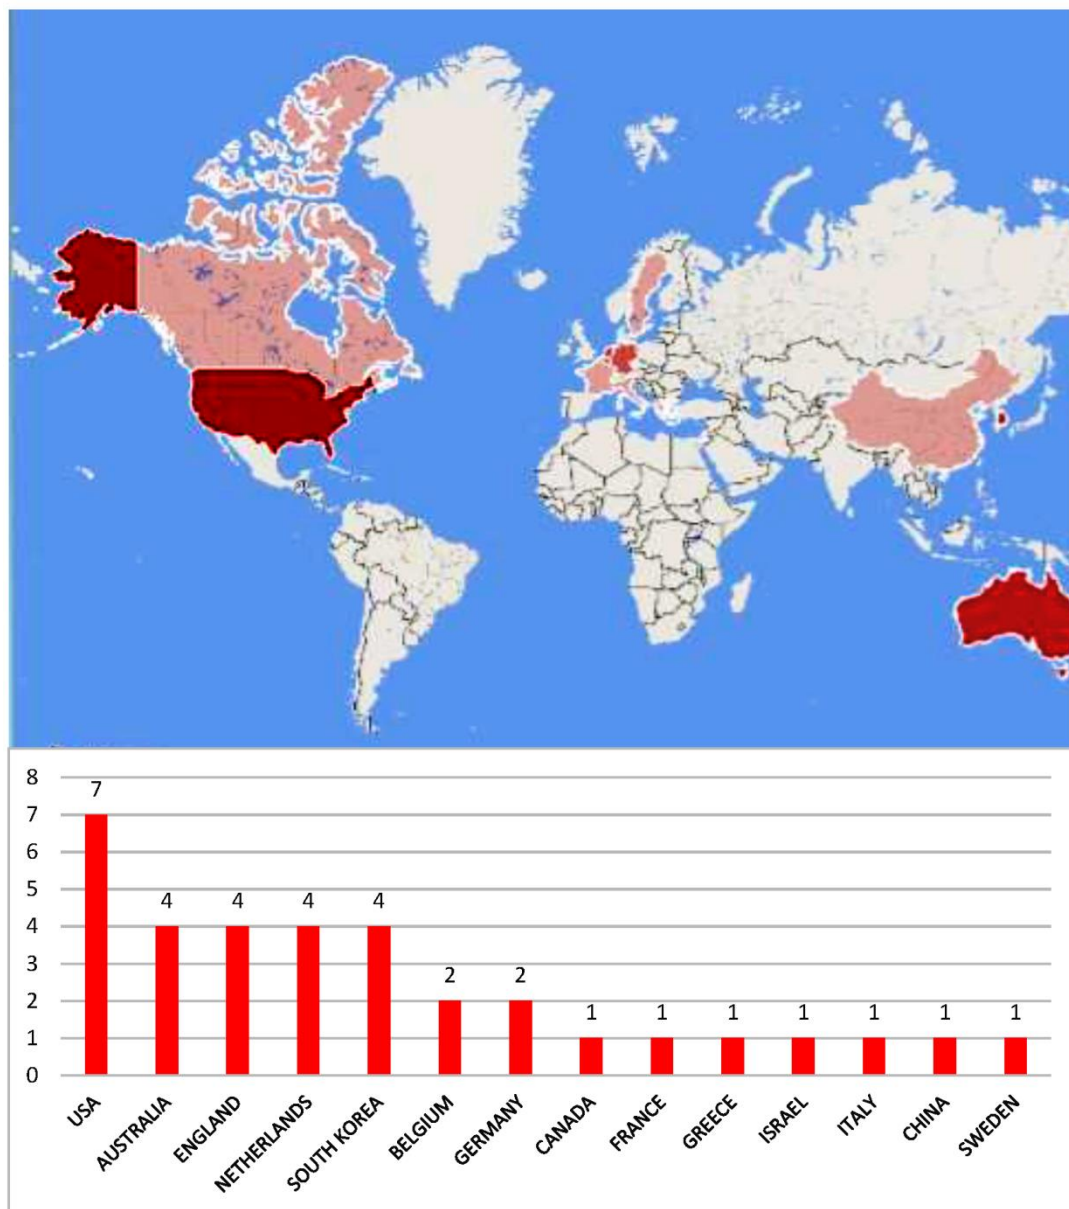 8
7
6
5
4
3
2
1
0
7
4
4
4
4
2
2
1
1
1
1
1
1
1
USA
AUSTRALIA
ENGLAND
NETHERLANDS
SOUTH KOREA
BELGIUM
GERMANY
CANADA
FRANCE
GREECE
ISRAEL
ITALY
CHINA
SWEDEN